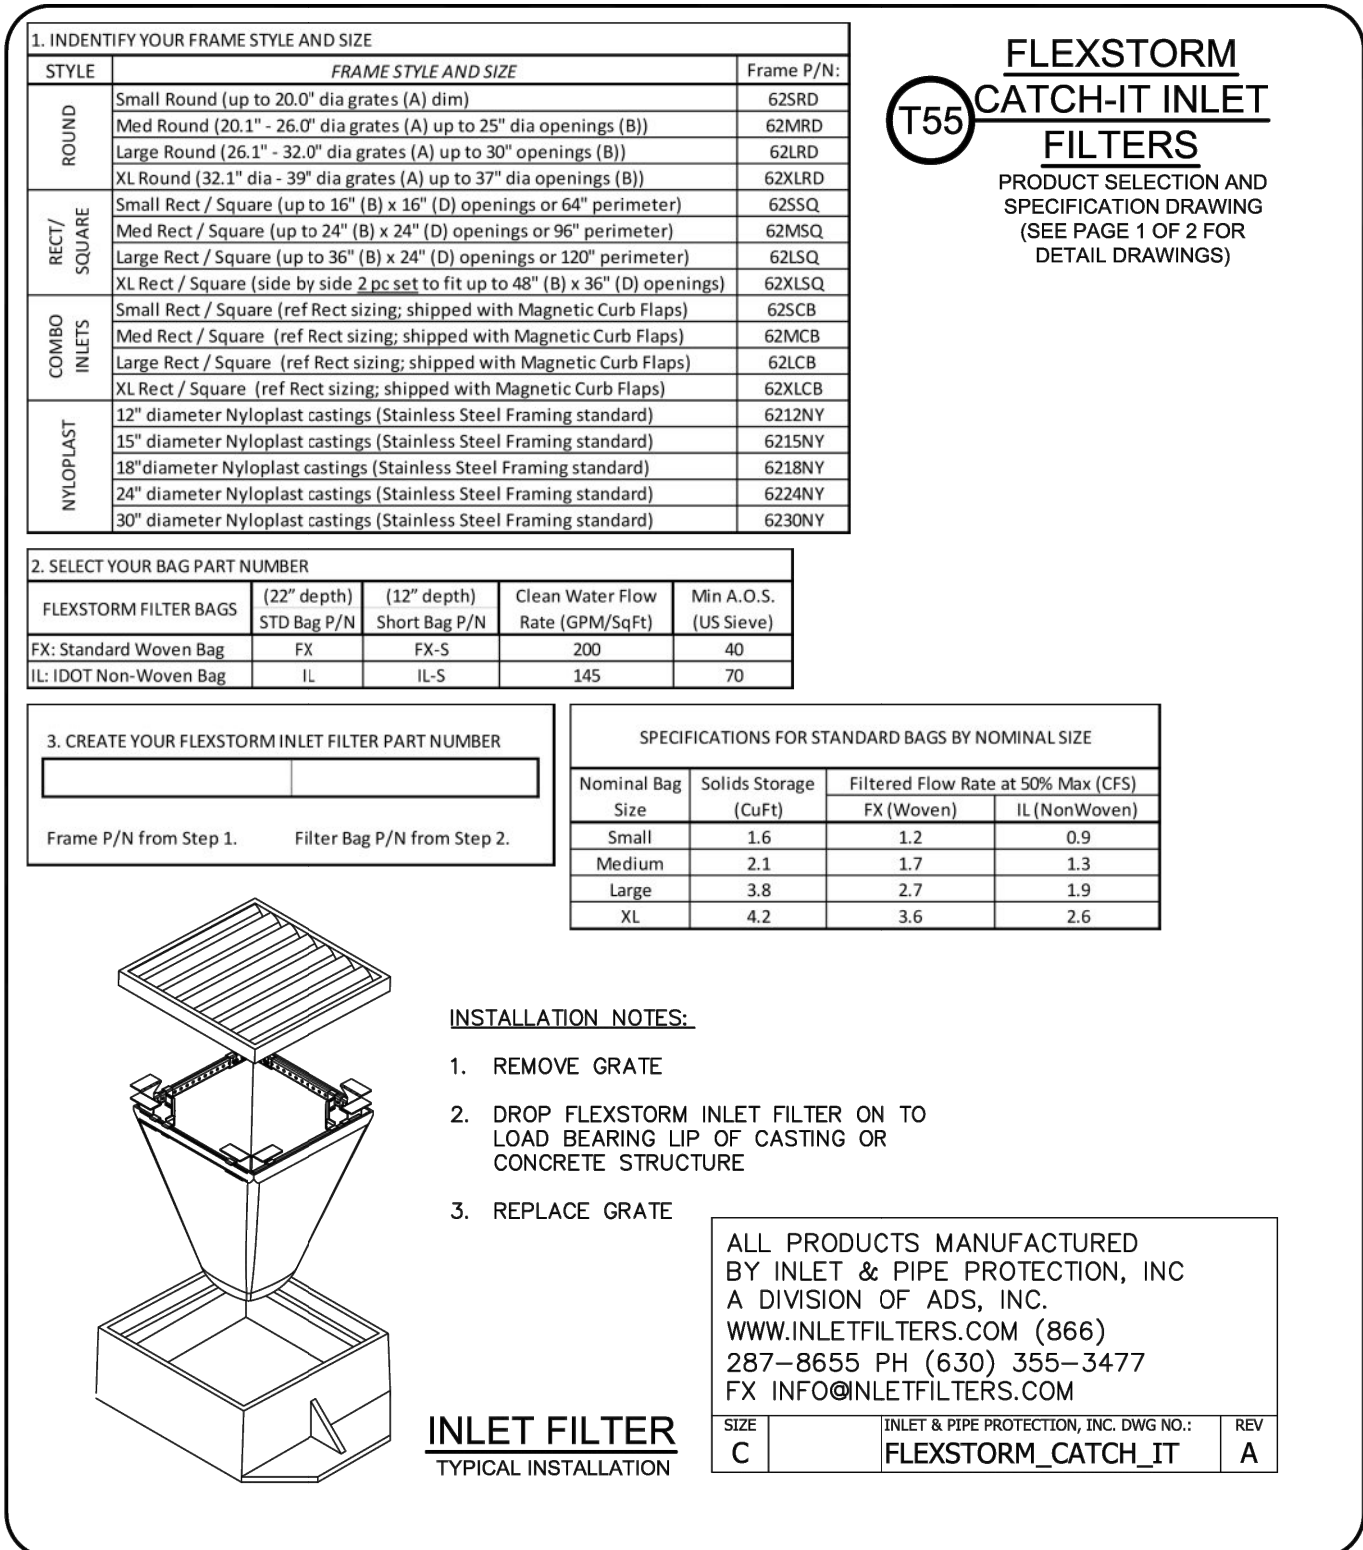 1. INDENTIFY YOUR FRAME STYLE AND SIZE
STYLE FRAME STYLE AND SIZE Frame P/N:
ROUND
Small Round (up to 20.0" dia grates (A) dim) 62SRD
Med Round (20.1" - 26.0" dia grates (A) up to 25" dia openings (B)) 62MRD
Large Round (26.1" - 32.0" dia grates (A) up to 30" openings (B)) 62LRD
XL Round (32.1" dia - 39" dia grates (A) up to 37" dia openings (B)) 62XLRD
RECT/
SQUARE
Small Rect / Square (up to 16" (B) x 16" (D) openings or 64" perimeter) 62SSQ
Med Rect / Square (up to 24" (B) x 24" (D) openings or 96" perimeter) 62MSQ
Large Rect / Square (up to 36" (B) x 24" (D) openings or 120" perimeter) 62LSQ
XL Rect / Square (side by side 2 pc set to fit up to 48" (B) x 36" (D) openings) 62XLSQ
COMBO
INLETS
Small Rect / Square (ref Rect sizing; shipped with Magnetic Curb Flaps) 62SCB
Med Rect / Square (ref Rect sizing; shipped with Magnetic Curb Flaps) 62MCB
Large Rect / Square (ref Rect sizing; shipped with Magnetic Curb Flaps) 62LCB
XL Rect / Square (ref Rect sizing; shipped with Magnetic Curb Flaps) 62XLCB
NYLOPLAST
12" diameter Nyloplast castings (Stainless Steel Framing standard) 6212NY
15" diameter Nyloplast castings (Stainless Steel Framing standard) 6215NY
18"diameter Nyloplast castings (Stainless Steel Framing standard) 6218NY
24" diameter Nyloplast castings (Stainless Steel Framing standard) 6224NY
30" diameter Nyloplast castings (Stainless Steel Framing standard) 6230NY
T55
FLEXSTORM
CATCH-IT INLET
FILTERS
PRODUCT SELECTION AND
SPECIFICATION DRAWING
(SEE PAGE 1 OF 2 FOR
DETAIL DRAWINGS)
2. SELECT YOUR BAG PART NUMBER
FLEXSTORM FILTER BAGS
(22" depth) (12" depth) Clean Water Flow Min A.O.S.
STD Bag P/N Short Bag P/N Rate (GPM/SqFt) (US Sieve)
FX: Standard Woven Bag FX FX-S 200 40
IL: IDOT Non-Woven Bag IL IL-S 145 70
3. CREATE YOUR FLEXSTORM INLET FILTER PART NUMBER
Frame P/N from Step 1. Filter Bag P/N from Step 2.
SPECIFICATIONS FOR STANDARD BAGS BY NOMINAL SIZE
Nominal Bag Solids Storage Filtered Flow Rate at 50% Max (CFS)
Size (CuFt) FX (Woven) IL (NonWoven)
Small 1.6 1.2 0.9
Medium 2.1 1.7 1.3
Large 3.8 2.7 1.9
XL 4.2 3.6 2.6
INSTALLATION NOTES:
1. REMOVE GRATE
2. DROP FLEXSTORM INLET FILTER ON TO
LOAD BEARING LIP OF CASTING OR
CONCRETE STRUCTURE
3. REPLACE GRATE
INLET FILTER
TYPICAL INSTALLATION
ALL PRODUCTS MANUFACTURED
BY INLET & PIPE PROTECTION, INC
A DIVISION OF ADS, INC.
WWW.INLETFILTERS.COM (866)
287-8655 PH (630) 355-3477
FX INFO@INLETFILTERS.COM
SIZE INLET & PIPE PROTECTION, INC. DWG NO.: REV
C FLEXSTORM_CATCH_IT A